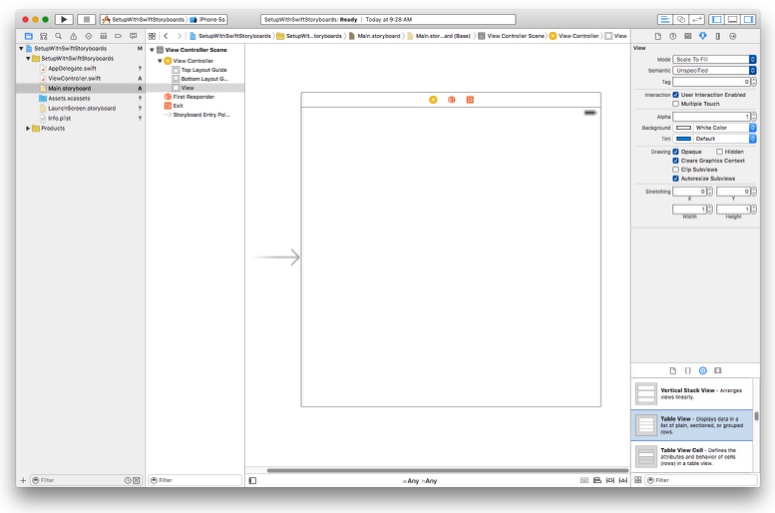 SetupWithSwiftStoryboards
iPhone 6s
SetupWithSwiftStoryboards: Ready | Today at 9:28 AM
SetupWithSwiftStoryboards
SetupWit...toryboards
Main.storyboard
Main.stor...ard (Base)
View Controller Scene
View Controller
View
SetupWithSwiftStoryboards M
SetupWithSwiftStoryboards
AppDelegate.swift ?
ViewController.swift A
Main.storyboard A
Assets.xcassets ?
LaunchScreen.storyboard ?
Info.plist ?
Products
View Controller Scene
View Controller
Top Layout Guide
Bottom Layout G...
View
First Responder
Exit
Storyboard Entry Poi...
View
Mode Scale To Fill
Semantic Unspecified
Tag 0
Interaction User Interaction Enabled
Multiple Touch
Alpha 1
Background White Color
Tint Default
Drawing Opaque Hidden
Clears Graphics Context
Clip Subviews
Autoresize Subviews
Stretching 0 0
X Y
1 1
Width Height
Vertical Stack View - Arranges
views linearly.
Table View - Displays data in a
list of plain, sectioned, or grouped
rows.
Table View Cell - Defines the
attributes and behavior of cells
(rows) in a table view.
Filter
Filter
wAny hAny
Filter